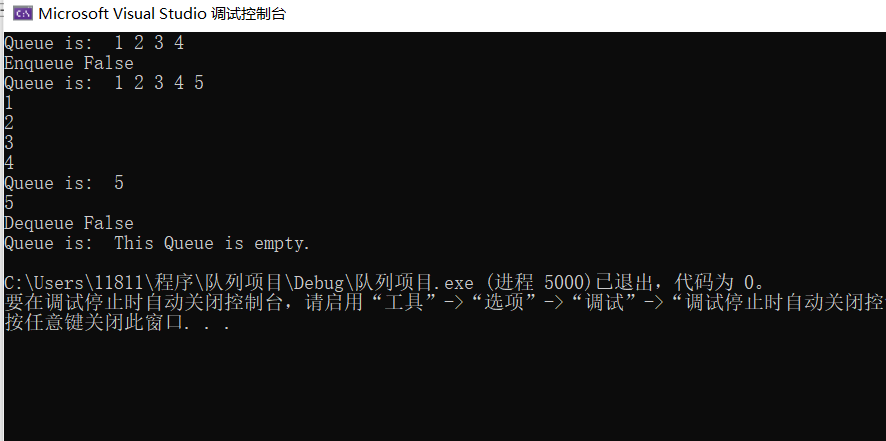 Microsoft Visual Studio 调试控制台
Queue is:  1 2 3 4
Enqueue False
Queue is:  1 2 3 4 5
1
2
3
4
Queue is:  5
5
Dequeue False
Queue is:  This Queue is empty.
C:\Users\11811\程序\队列项目\Debug\队列项目.exe (进程 5000)已退出，代码为 0。
要在调试停止时自动关闭控制台，请启用“工具”->“选项”->“调试”->“调试停止时自动关闭控
按任意键关闭此窗口. . .